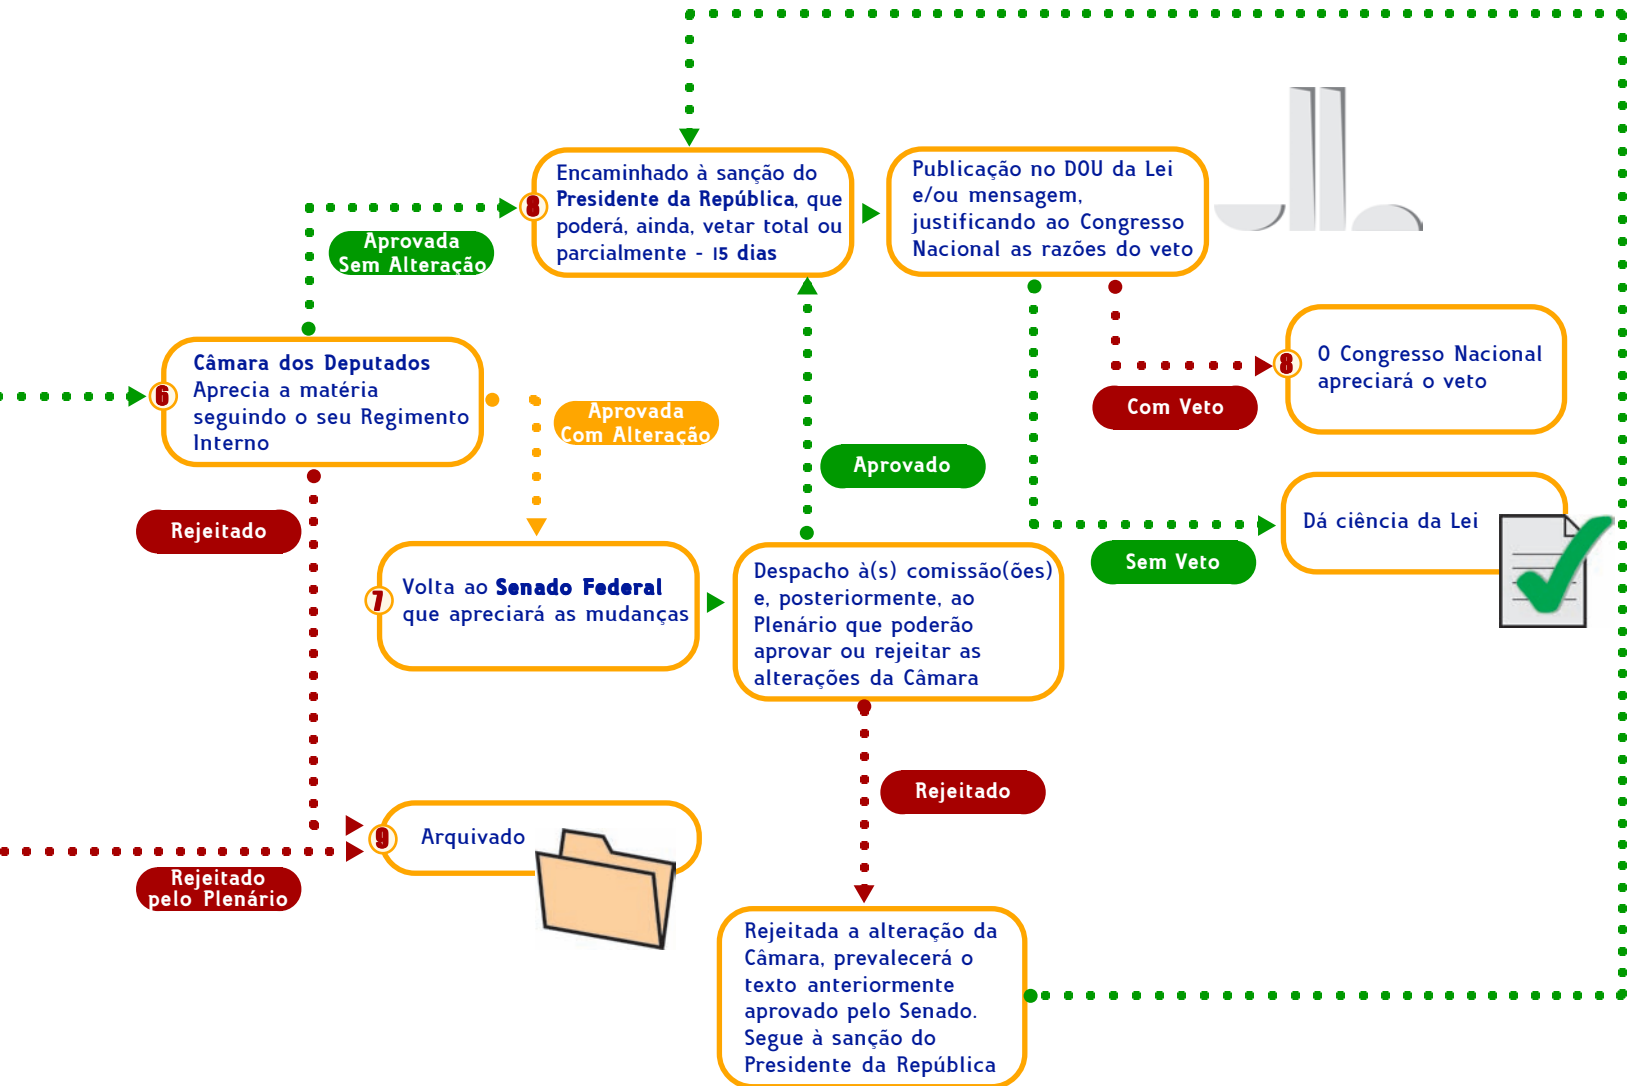 8
Encaminhado à sanção do
Presidente da República, que
poderá, ainda, vetar total ou
parcialmente - 15 dias
Publicação no DOU da Lei
e/ou mensagem,
justificando ao Congresso
Nacional as razões do veto
Aprovada
Sem Alteração
6
Câmara dos Deputados
Aprecia a matéria
seguindo o seu Regimento
Interno
Aprovada
Com Alteração
8
O Congresso Nacional
apreciará o veto
Com Veto
Aprovado
Rejeitado
Dá ciência da Lei
Sem Veto
7
Volta ao Senado Federal
que apreciará as mudanças
Despacho à(s) comissão(ões)
e, posteriormente, ao
Plenário que poderão
aprovar ou rejeitar as
alterações da Câmara
Rejeitado
9
Arquivado
Rejeitado
pelo Plenário
Rejeitada a alteração da
Câmara, prevalecerá o
texto anteriormente
aprovado pelo Senado.
Segue à sanção do
Presidente da República